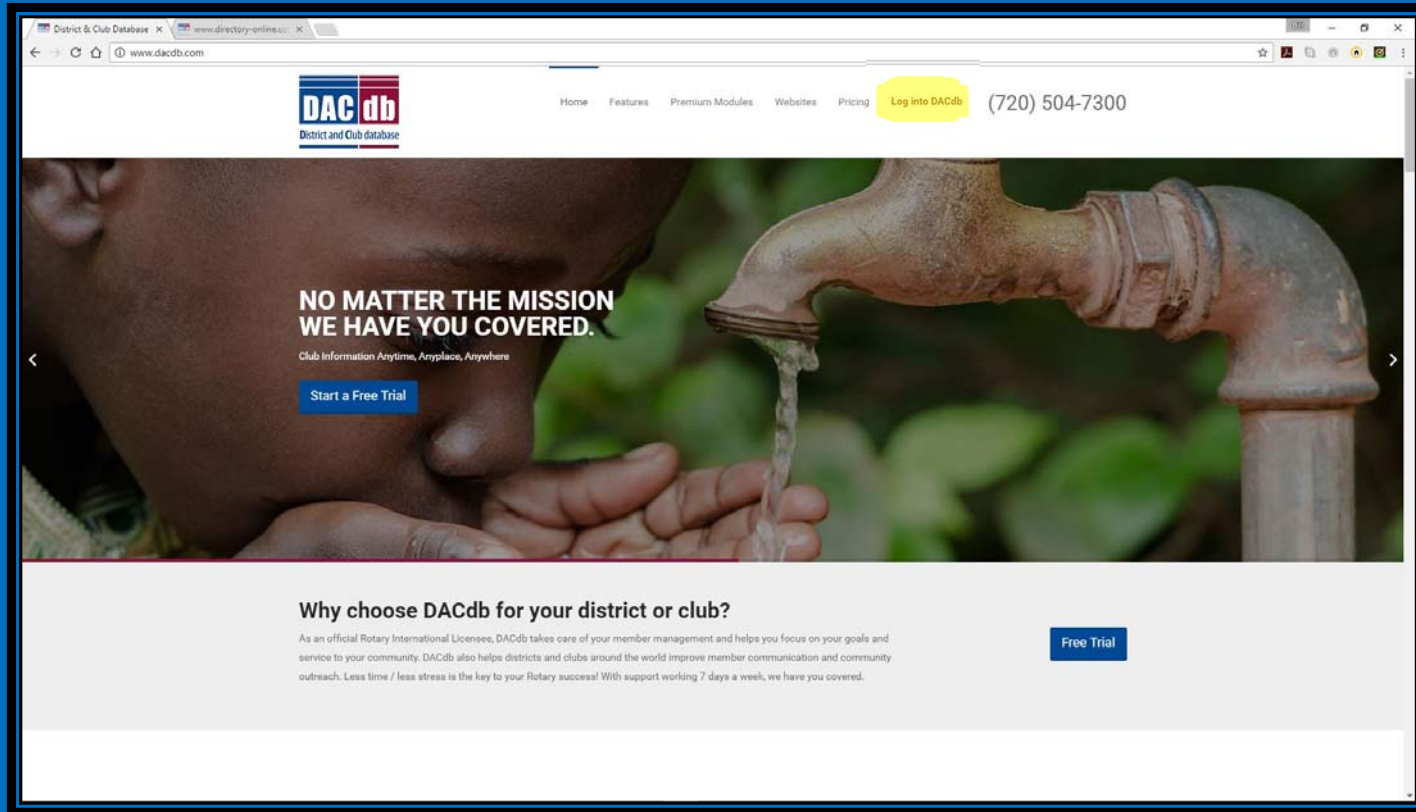 District & Club Database
www.directory-online.co
www.dacdb.com
DACdb
District and Club database
Home Features Premium Modules Websites Pricing Log into DACdb (720) 504-7300
NO MATTER THE MISSION
WE HAVE YOU COVERED.
Club Information Anytime, Anyplace, Anywhere
Start a Free Trial
Why choose DACdb for your district or club?
As an official Rotary International Licensee, DACdb takes care of your member management and helps you focus on your goals and
service to your community. DACdb also helps districts and clubs around the world improve member communication and community
outreach. Less time / less stress is the key to your Rotary success! With support working 7 days a week, we have you covered.
Free Trial